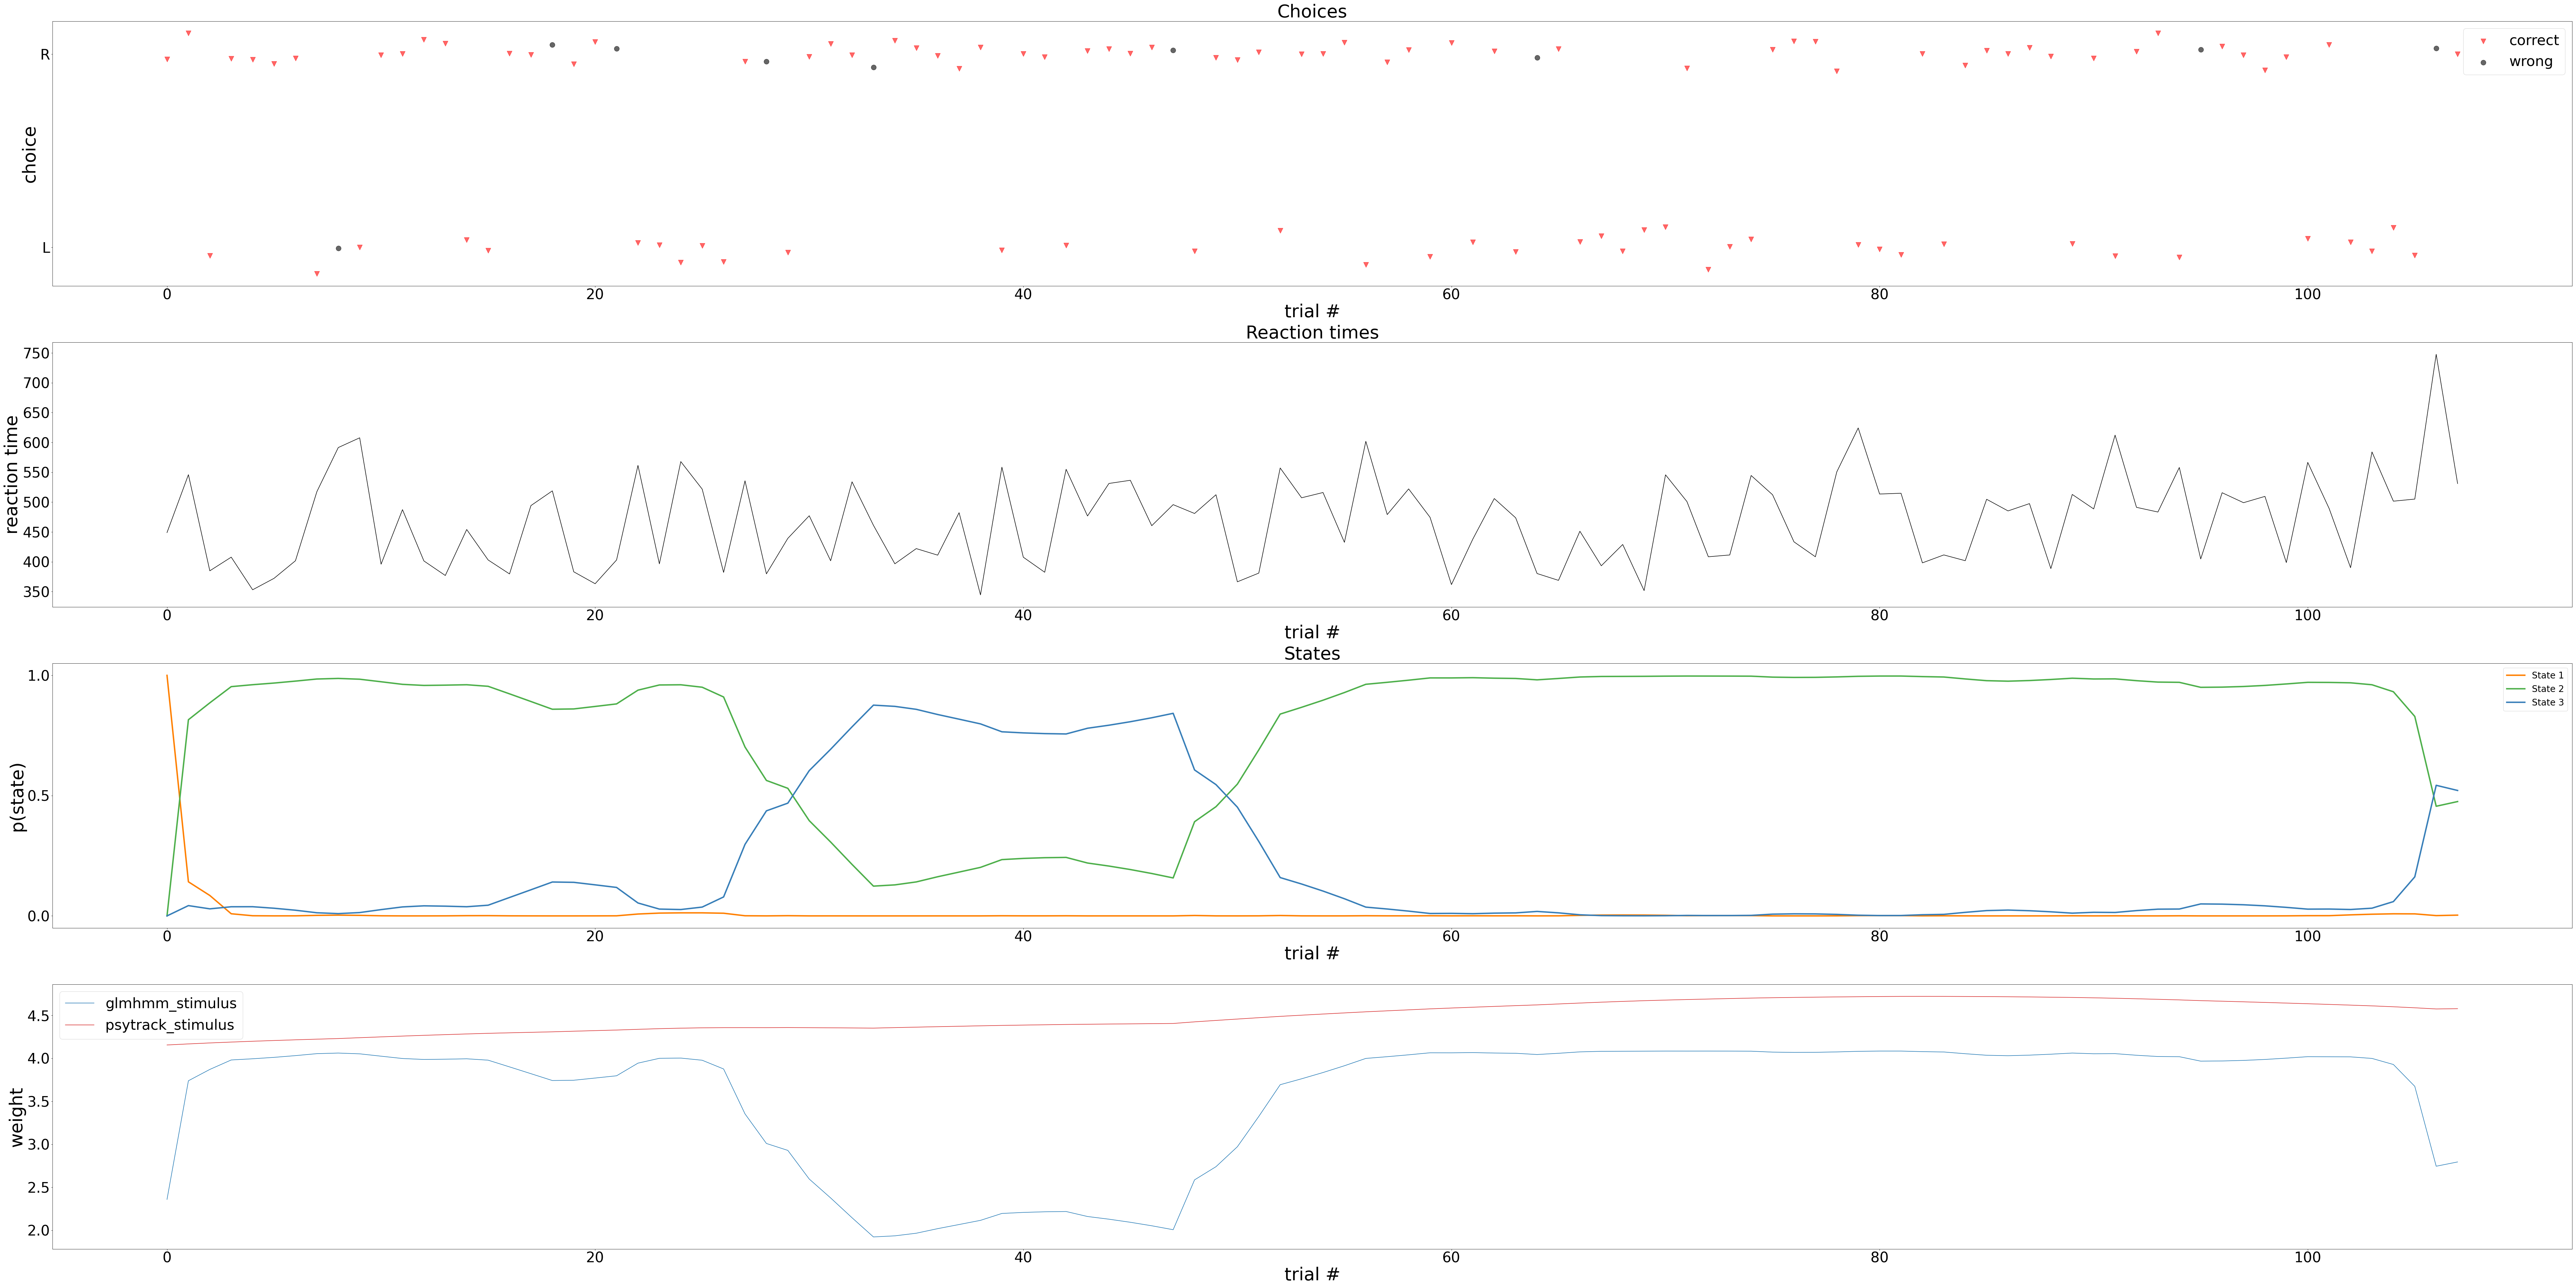 Choices
R
correct
wrong
choice
L
0 20 40 60 80 100
trial #
Reaction times
750
700
650
600
550
500
450
400
350
reaction time
0 20 40 60 80 100
trial #
States
1.0
State 1
State 2
State 3
p(state)
0.5
0.0
0 20 40 60 80 100
trial #
glmhmm_stimulus
psytrack_stimulus
4.5
4.0
3.5
3.0
2.5
2.0
weight
0 20 40 60 80 100
trial #